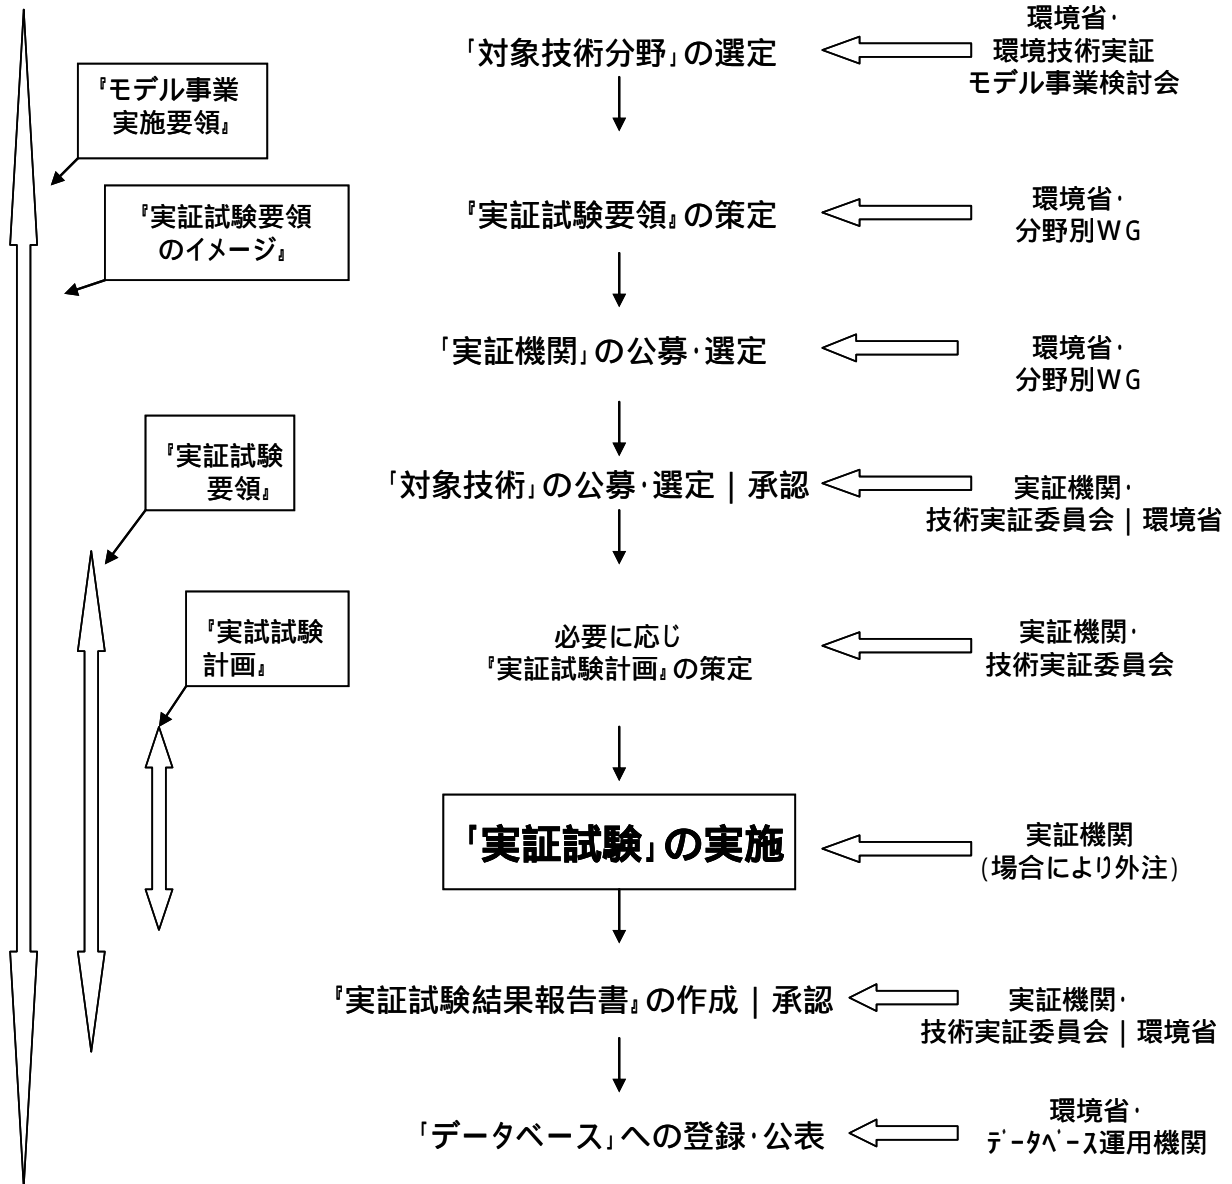 「対象技術分野」の選定
環境省・
環境技術実証
モデル事業検討会
『モデル事業
実施要領』
『実証試験要領
のイメージ』
『実証試験要領』の策定
環境省・
分野別WG
「実証機関」の公募・選定
環境省・
分野別WG
『実証試験
要領』
「対象技術」の公募・選定｜承認
実証機関・
技術実証委員会｜環境省
『実試試験
計画』
必要に応じ
『実証試験計画』の策定
実証機関・
技術実証委員会
「実証試験」の実施
実証機関
(場合により外注)
『実証試験結果報告書』の作成｜承認
実証機関・
技術実証委員会｜環境省
「データベース」への登録・公表
環境省・
ﾃﾞｰﾀﾍﾞｰｽ運用機関